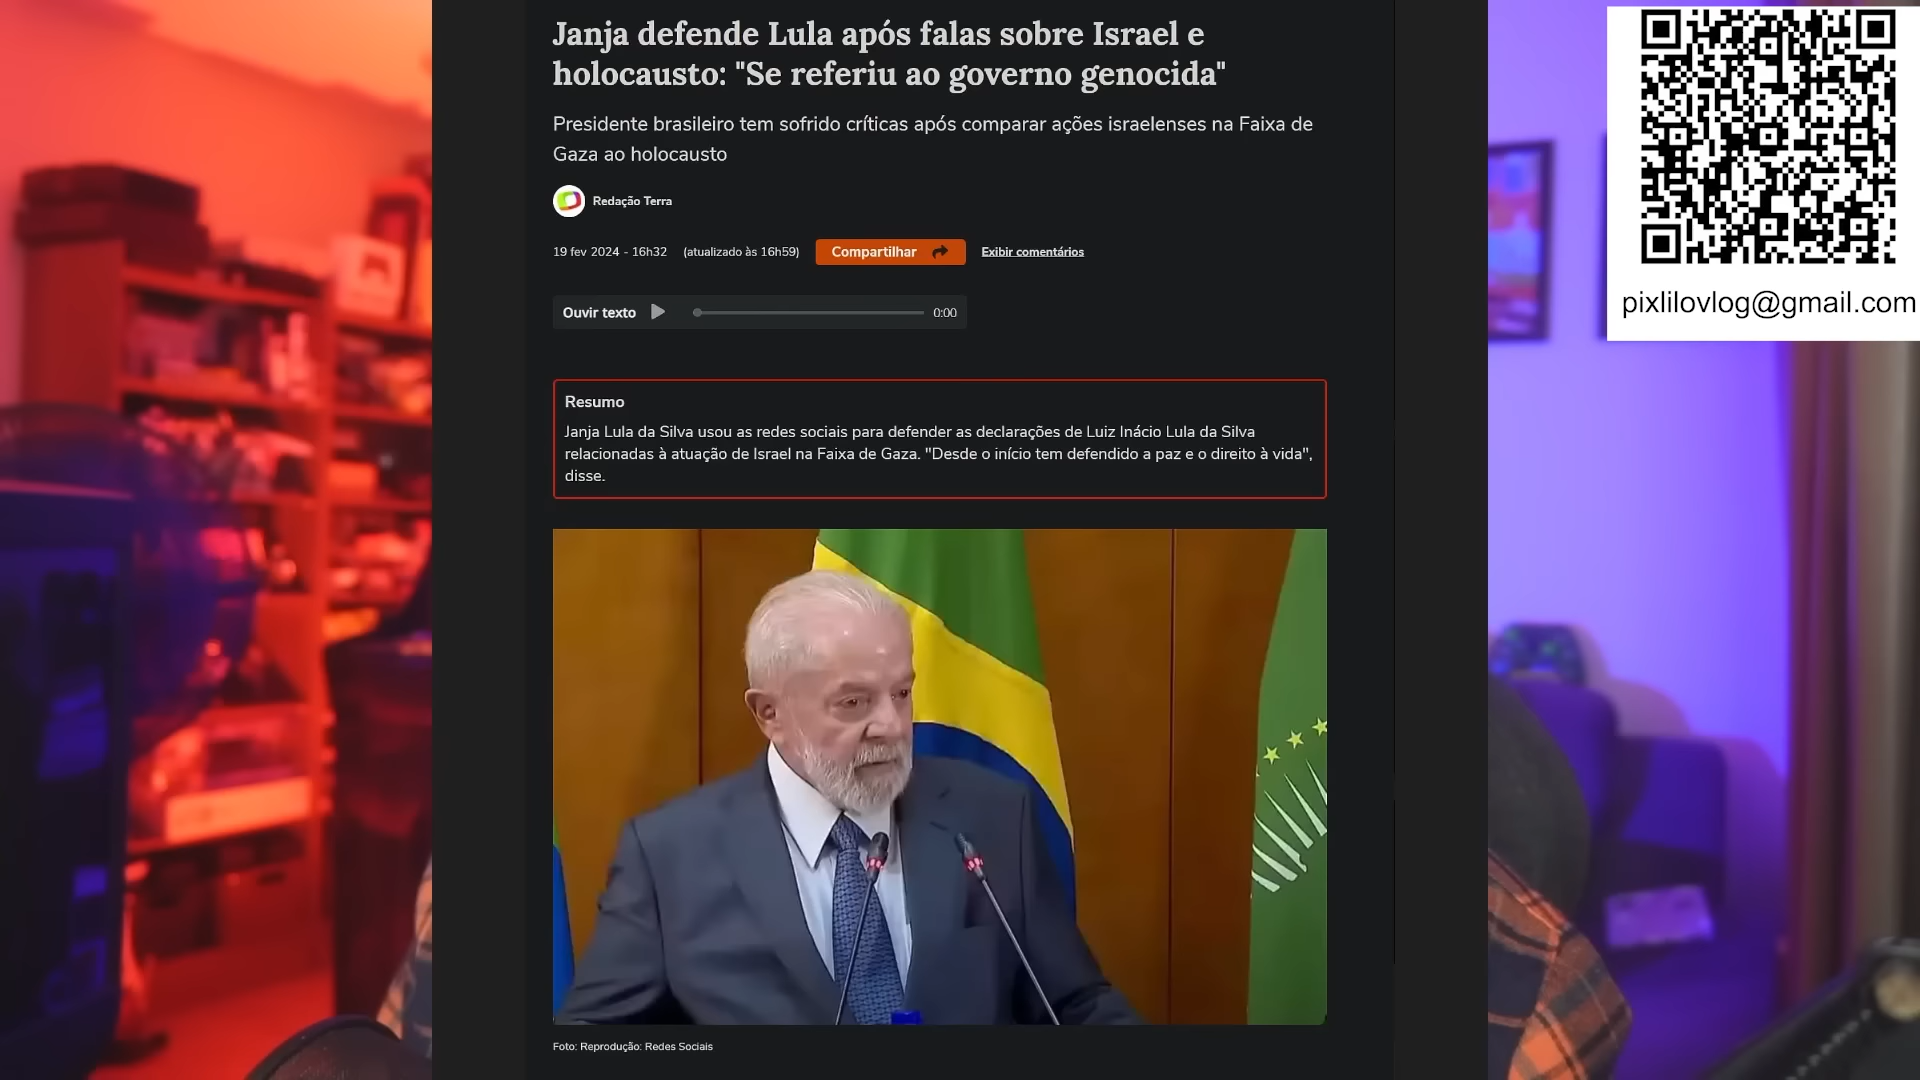 Janja defende Lula após falas sobre Israel e
holocausto: "Se referiu ao governo genocida"
Presidente brasileiro tem sofrido críticas após comparar ações israelenses na Faixa de
Gaza ao holocausto
Redação Terra
19 fev 2024 - 16h32 (atualizado às 16h59) Compartilhar Exibir comentários
Ouvir texto 0:00
Resumo
Janja Lula da Silva usou as redes sociais para defender as declarações de Luiz Inácio Lula da Silva
relacionadas à atuação de Israel na Faixa de Gaza. "Desde o início tem defendido a paz e o direito à vida",
disse.
Foto: Reprodução: Redes Sociais
pixlilovlog@gmail.com